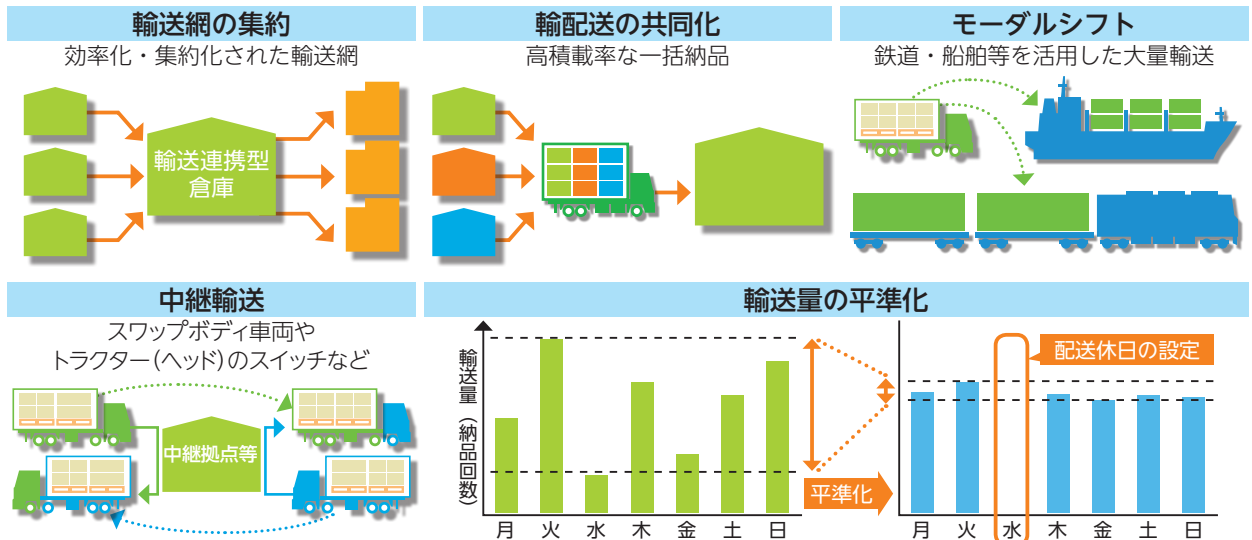 輸送網の集約
効率化・集約化された輸送網
輸送連携型
倉庫
輸配送の共同化
高積載率な一括納品
モーダルシフト
鉄道・船舶等を活用した大量輸送
中継輸送
スワップボディ車両や
トラクター(ヘッド)のスイッチなど
中継拠点等
輸送量の平準化
輸送量(納品回数)
月 火 水 木 金 土 日
平準化
配送休日の設定
月 火 水 木 金 土 日